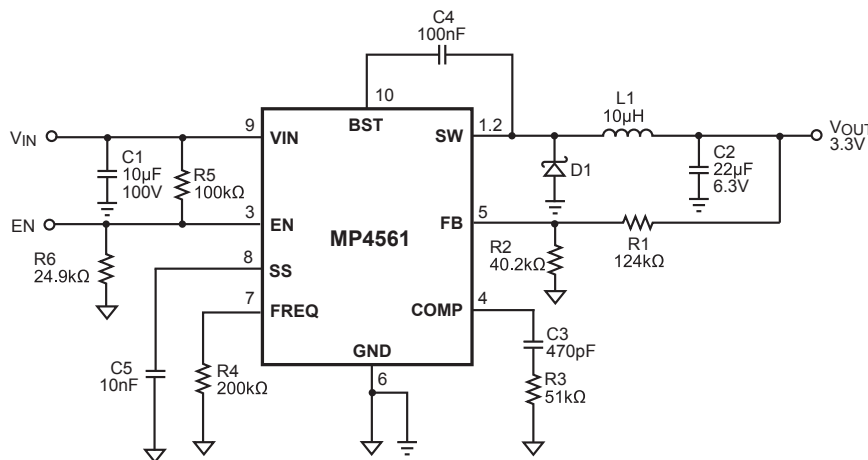 C4
100nF
10
BST
VIN
9
VIN
SW
1.2
L1
10µH
VOUT
3.3V
C1
10µF
100V
R5
100kΩ
D1
C2
22µF
6.3V
EN
3
EN
MP4561
FB
5
R1
124kΩ
R2
40.2kΩ
R6
24.9kΩ
8
SS
7
FREQ
COMP
4
C3
470pF
R3
51kΩ
GND
6
C5
10nF
R4
200kΩ